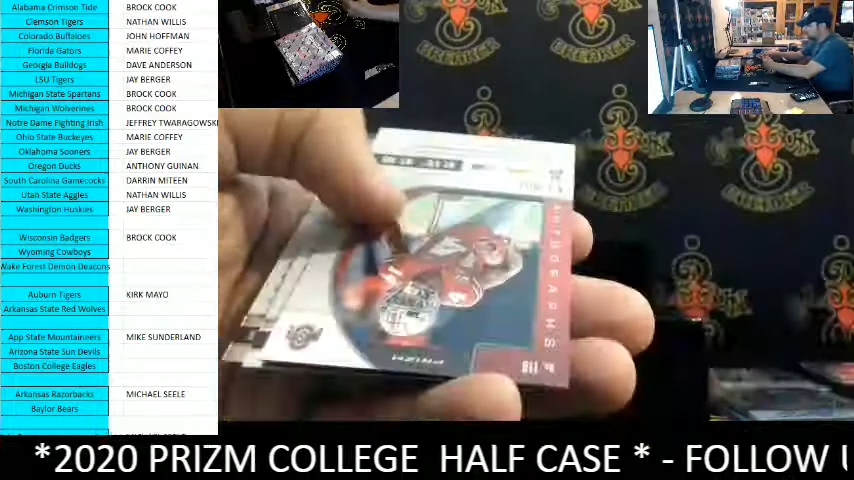 Alabama Crimson Tide BROCK COOK
Clemson Tigers NATHAN WILLIS
Colorado Buffaloes JOHN HOFFMAN
Florida Gators MARIE COFFEY
Georgia Bulldogs DAVE ANDERSON
LSU Tigers JAY BERGER
Michigan State Spartans BROCK COOK
Michigan Wolverines BROCK COOK
Notre Dame Fighting Irish JEFFREY TWARAGOWSK
Ohio State Buckeyes MARIE COFFEY
Oklahoma Sooners JAY BERGER
Oregon Ducks ANTHONY GUINAN
South Carolina Gamecocks DARRIN MITEEN
Utah State Aggies NATHAN WILLIS
Washington Huskies JAY BERGER
Wisconsin Badgers BROCK COOK
Wyoming Cowboys
Wake Forest Demon Deacons
Auburn Tigers KIRK MAYO
Arkansas State Red Wolves
App State Mountaineers MIKE SUNDERLAND
Arizona State Sun Devils
Boston College Eagles
Arkansas Razorbacks MICHAEL SEELE
Baylor Bears
AUTOGRAPHS
PRIZM
118
BREAKER
BREAKER
*2020 PRIZM COLLEGE HALF CASE * - FOLLOW